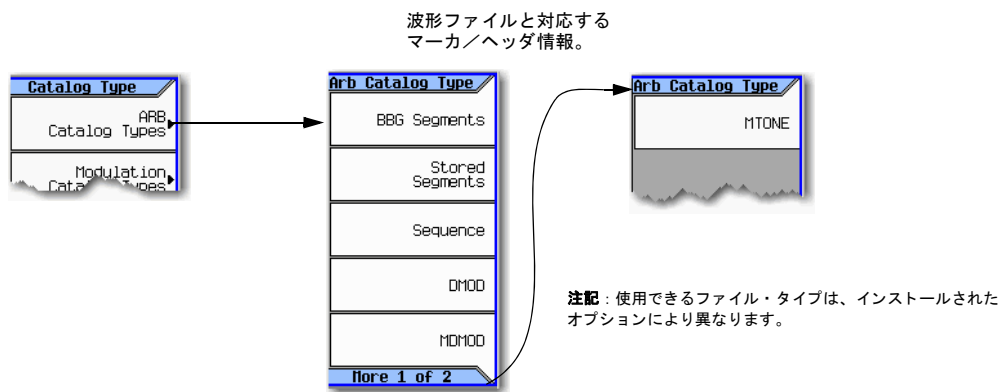 波形ファイルと対応する
マーカ／ヘッダ情報。
Catalog Type
ARB
Catalog Types
Modulation
Arb Catalog Type
BBG Segments
Stored
Segments
Sequence
DMOD
MDMOD
More 1 of 2
Arb Catalog Type
MTONE
注記：使用できるファイル・タイプは、インストールされた
オプションにより異なります。